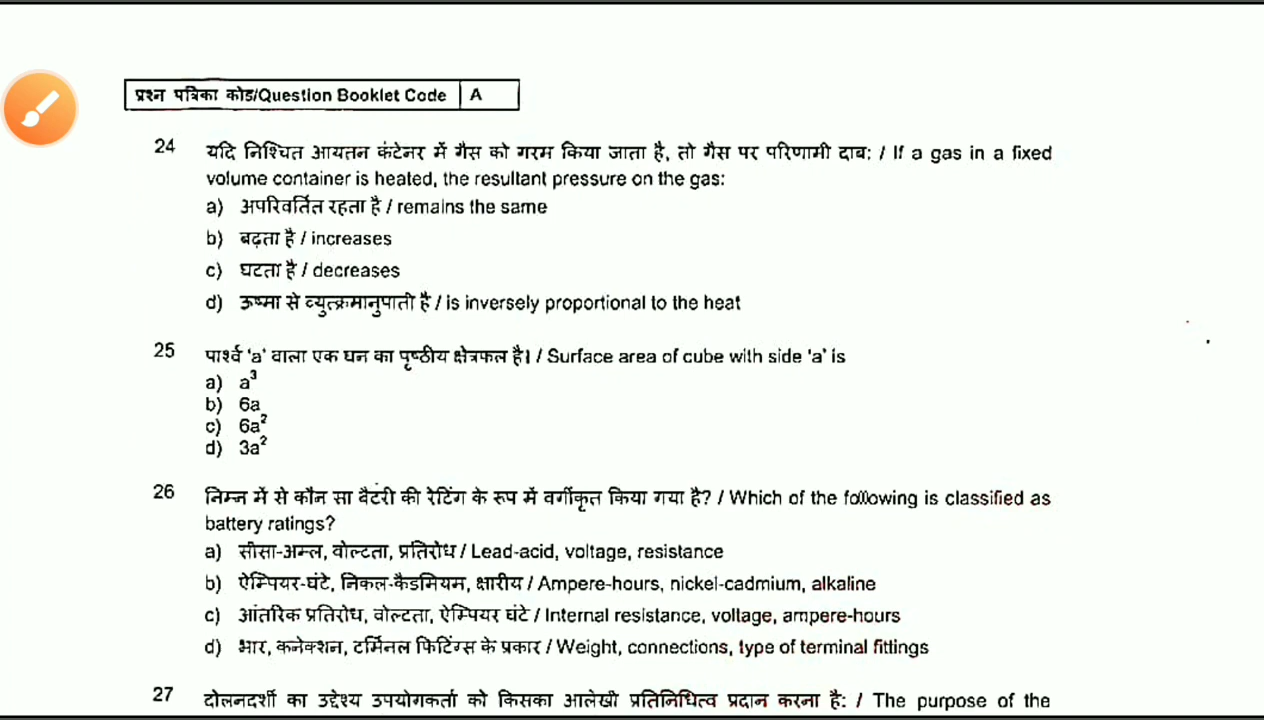 प्रश्न पत्रिका कोड/Question Booklet Code A
24 यदि निश्चित आयतन कंटेनर में गैस को गरम किया जाता है, तो गैस पर परिणामी दाब: / If a gas in a fixed
volume container is heated, the resultant pressure on the gas:
a) अपरिवर्तित रहता है / remains the same
b) बढ़ता है / increases
c) घटता है / decreases
d) ऊष्मा से व्युत्क्रमानुपाती है / is inversely proportional to the heat
25 पार्श्व 'a' वाला एक घन का पृष्ठीय क्षेत्रफल है। / Surface area of cube with side 'a' is
a) a³
b) 6a
c) 6a²
d) 3a²
26 निम्न में से कौन सा बैटरी की रेटिंग के रूप में वर्गीकृत किया गया है? / Which of the following is classified as
battery ratings?
a) सीसा-अम्ल, वोल्टता, प्रतिरोध / Lead-acid, voltage, resistance
b) ऐम्पियर-घंटे, निकल-कैडमियम, क्षारीय / Ampere-hours, nickel-cadmium, alkaline
c) आंतरिक प्रतिरोध, वोल्टता, ऐम्पियर घंटे / Internal resistance, voltage, ampere-hours
d) भार, कनेक्शन, टर्मिनल फिटिंग्स के प्रकार / Weight, connections, type of terminal fittings
27 दोलनदर्शी का उद्देश्य उपयोगकर्ता को किसका आलेखी प्रतिनिधित्व प्रदान करना है: / The purpose of the